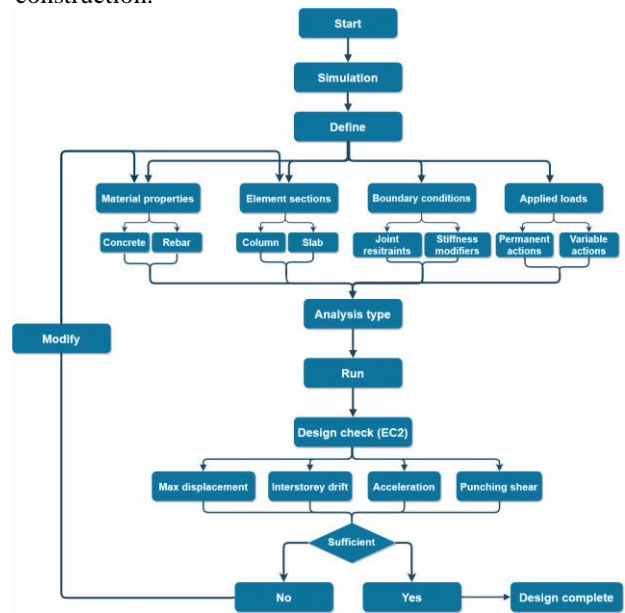 construction.
Start
Simulation
Define
Material properties
Element sections
Boundary conditions
Applied loads
Concrete
Rebar
Column
Slab
Joint
resitraints
Stiffness
modifiers
Permanent
actions
Variable
actions
Analysis type
Modify
Run
Design check (EC2)
Max displacement
Interstorey drift
Acceleration
Punching shear
Sufficient
No
Yes
Design complete